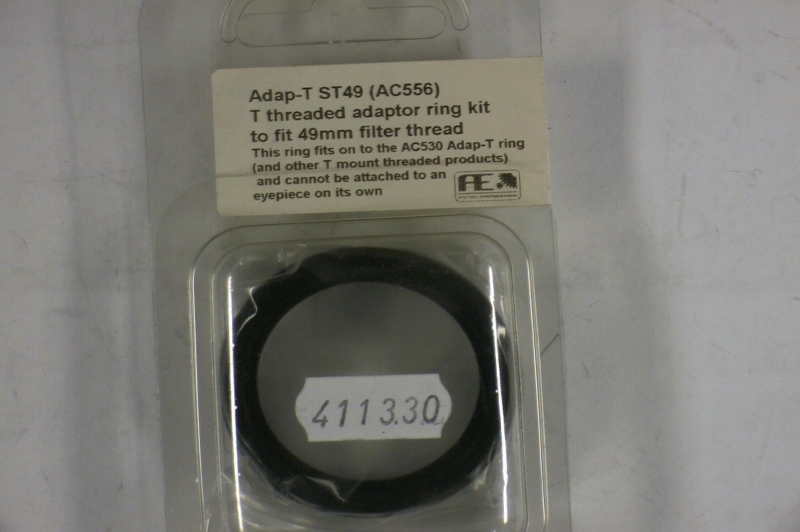 Adap-T ST49 (AC556)
T threaded adaptor ring kit
to fit 49mm filter thread
This ring fits on to the AC530 Adap-T ring
(and other T mount threaded products)
and cannot be attached to an
eyepiece on its own
AE
411330